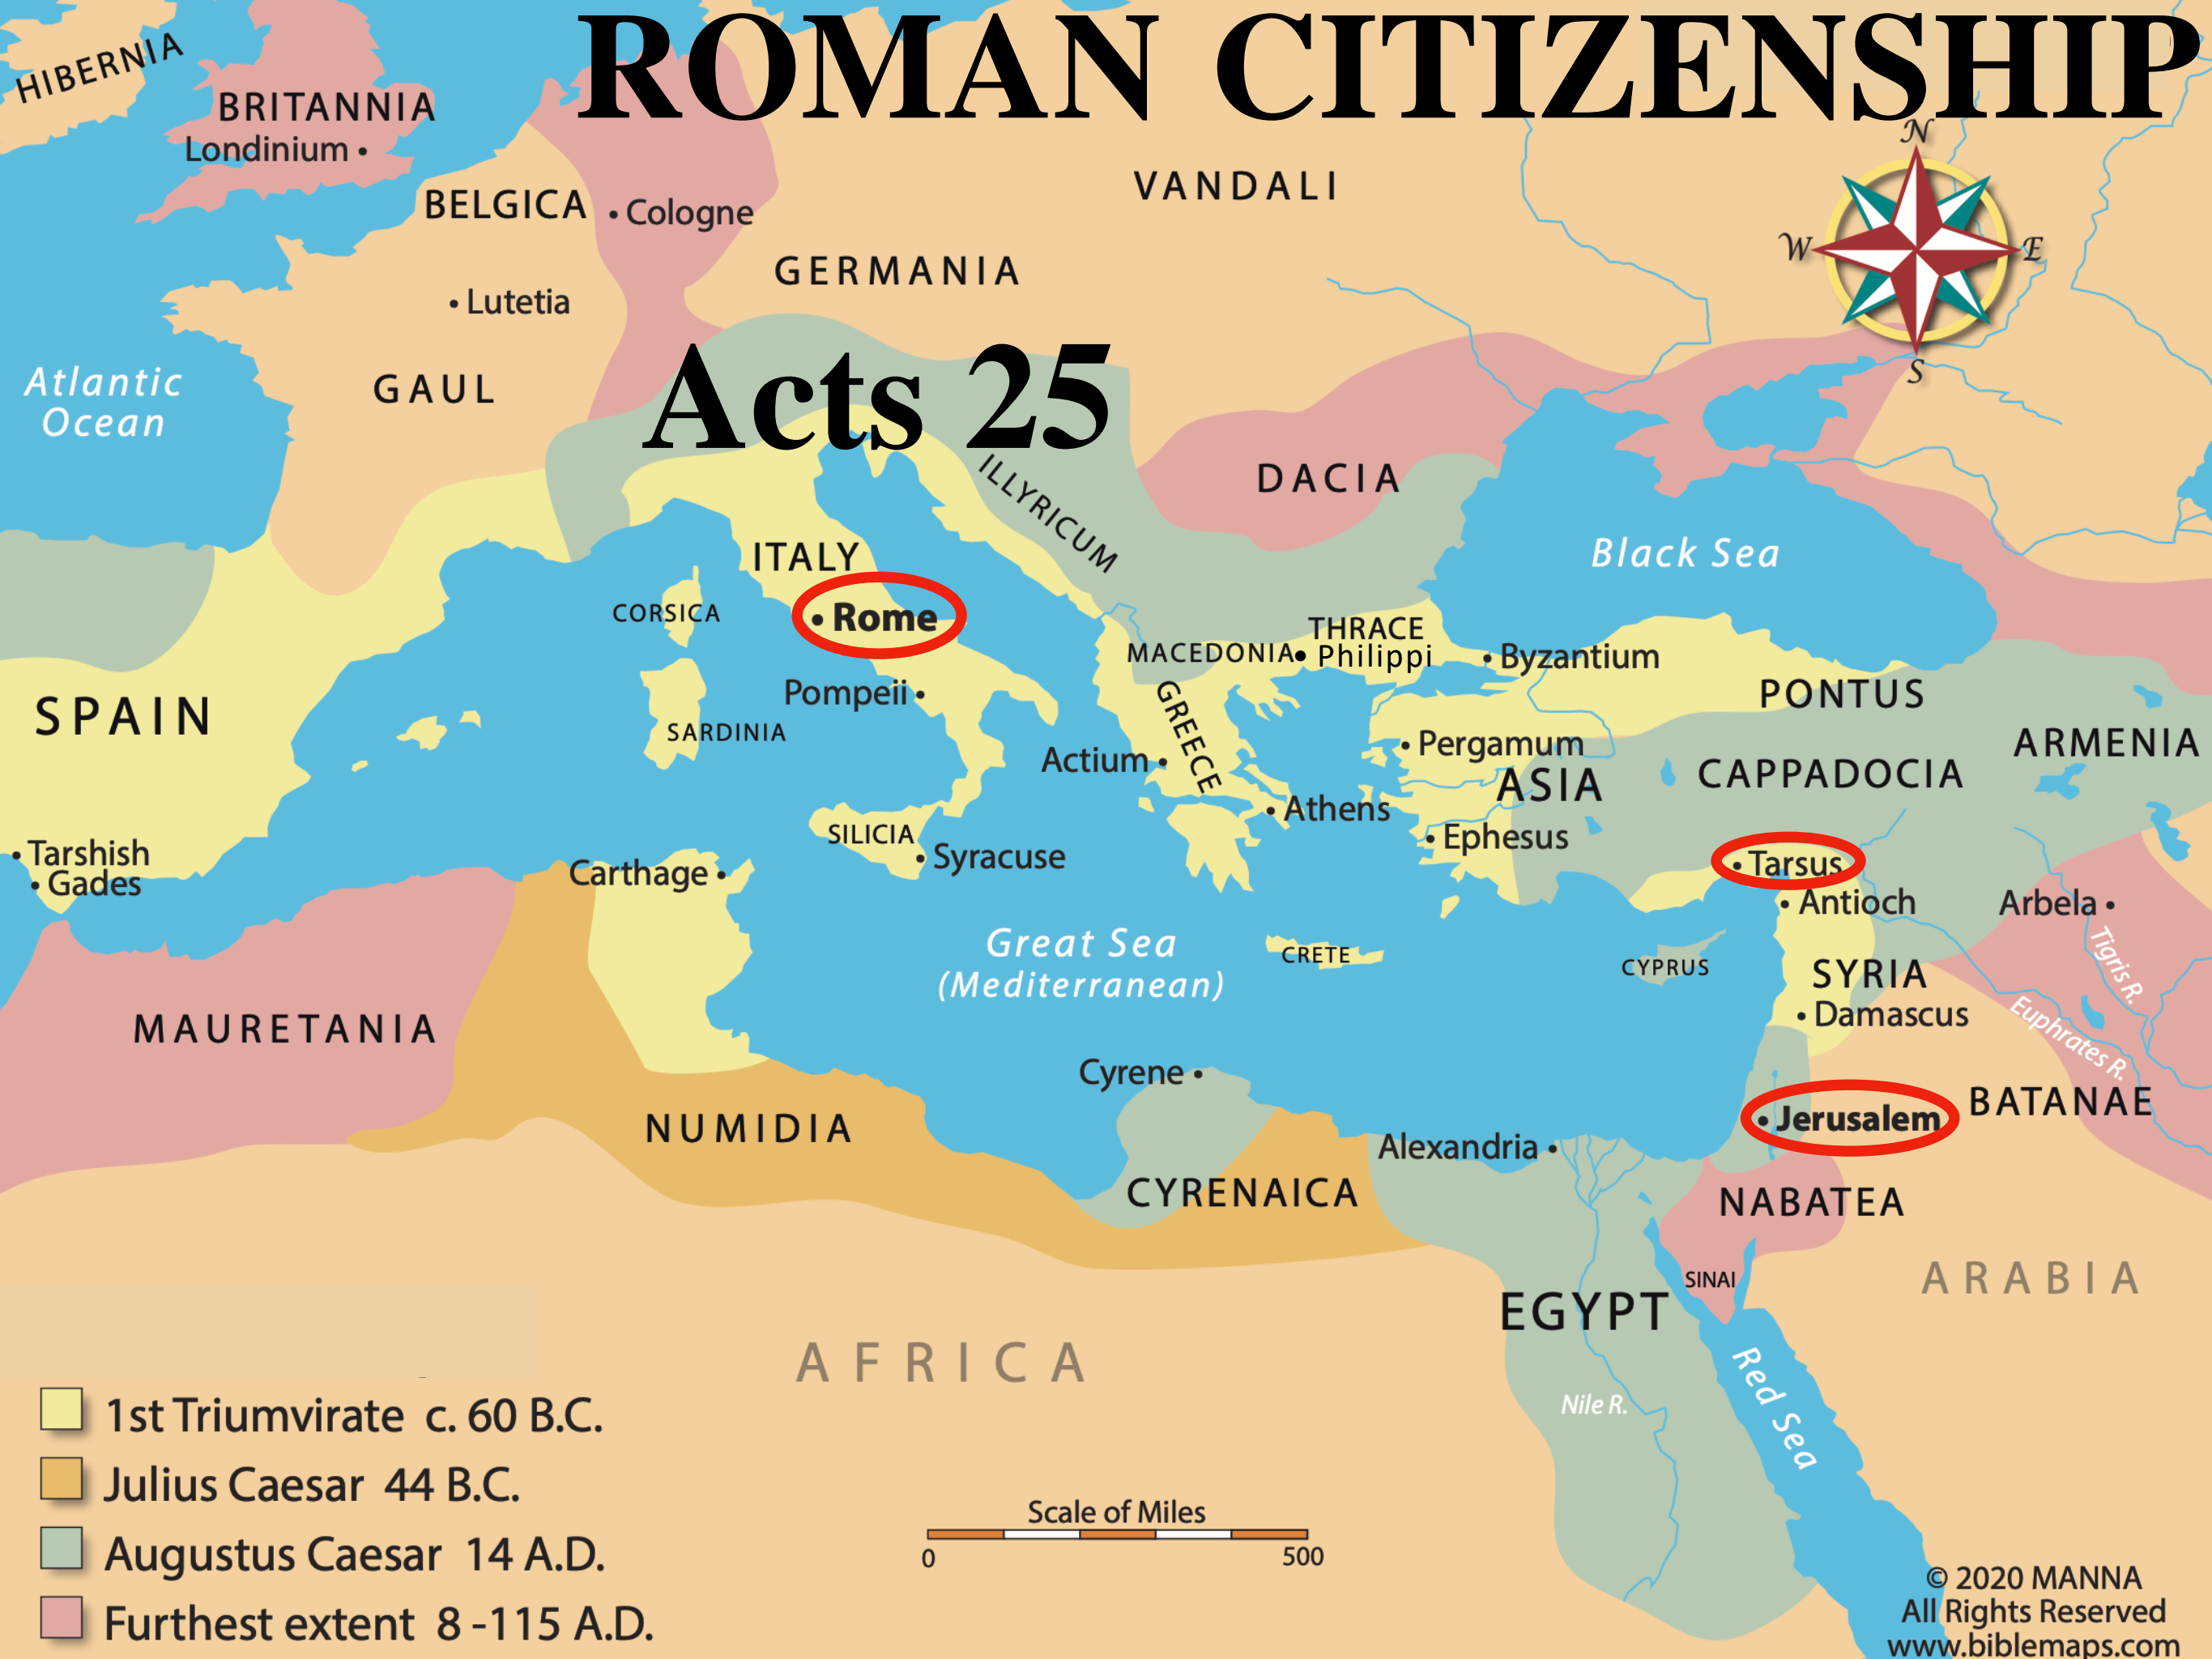 ROMAN CITIZENSHIP
HIBERNIA
BRITANNIA
Londinium
N
VANDALI
BELGICA
Cologne
W
E
GERMANIA
Lutetia
S
Atlantic
Ocean
GAUL
Acts 25
ILLYRICUM
DACIA
Black Sea
ITALY
CORSICA
Rome
THRACE
MACEDONIA
Philippi
Byzantium
Pompeii
PONTUS
SPAIN
SARDINIA
GREECE
Actium
Pergamum
ARMENIA
ASIA
CAPPADOCIA
Athens
SILICIA
Ephesus
Tarshish
Gades
Syracuse
Carthage
Tarsus
Antioch
Arbela
Great Sea
(Mediterranean)
CRETE
CYPRUS
Tigris R.
SYRIA
Damascus
Euphrates R.
MAURETANIA
Cyrene
Jerusalem
BATANAE
NUMIDIA
Alexandria
CYRENAICA
NABATEA
SINAI
ARABIA
EGYPT
AFRICA
Nile R.
Red Sea
1st Triumvirate c. 60 B.C.
Julius Caesar 44 B.C.
Augustus Caesar 14 A.D.
Furthest extent 8 -115 A.D.
Scale of Miles
0 500
© 2020 MANNA
All Rights Reserved
www.biblemaps.com